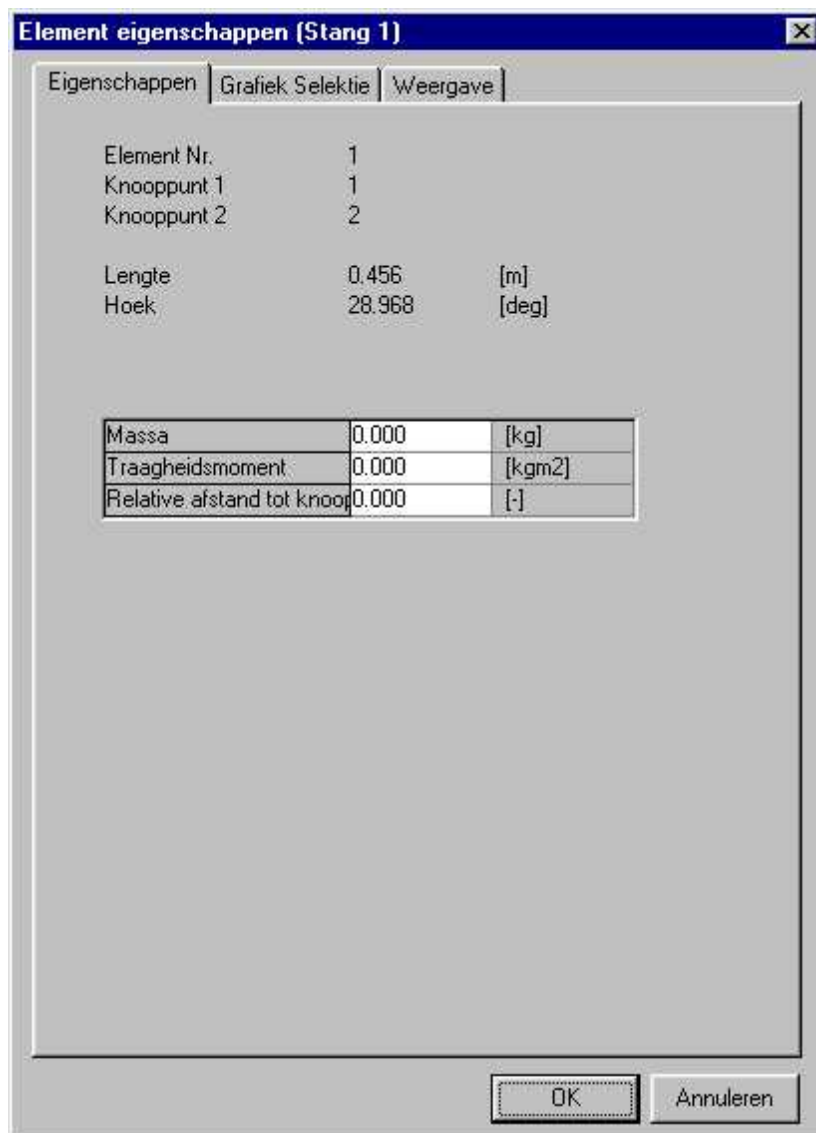 Element eigenschappen (Stang 1)
Eigenschappen Grafiek Selektie Weergave
Element Nr. 1
Knooppunt 1 1
Knooppunt 2 2
Lengte 0.456 [m]
Hoek 28.968 [deg]
Massa 0.000 [kg]
Traagheidsmoment 0.000 [kgm2]
Relative afstand tot knoop 0.000 [-]
OK Annuleren